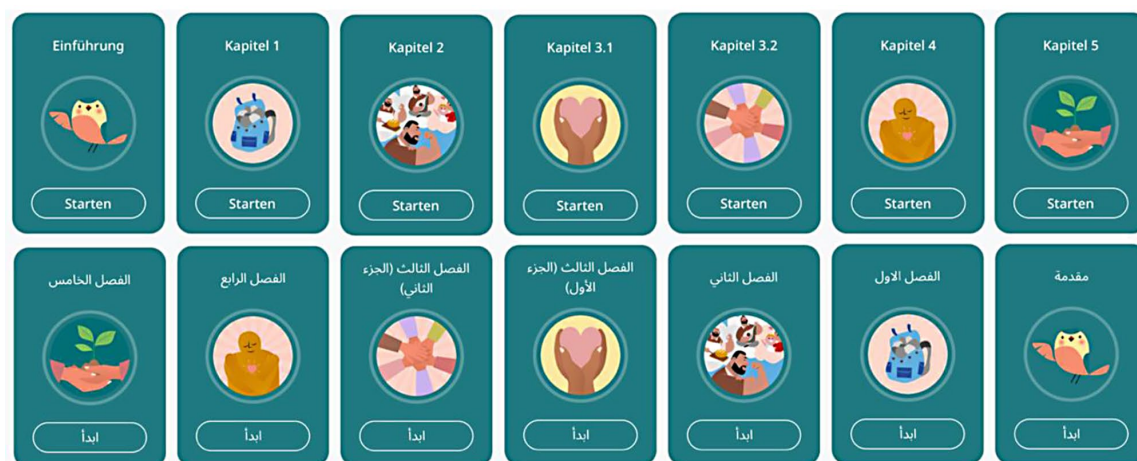 Einführung
Kapitel 1
Kapitel 2
Kapitel 3.1
Kapitel 3.2
Kapitel 4
Kapitel 5
Starten
Starten
Starten
Starten
Starten
Starten
Starten
مقدمة
الفصل الاول
الفصل الثاني
الفصل الثالث (الجزء
الأول)
الفصل الثالث (الجزء
الثاني)
الفصل الرابع
الفصل الخامس
ابدأ
ابدأ
ابدأ
ابدأ
ابدأ
ابدأ
ابدأ